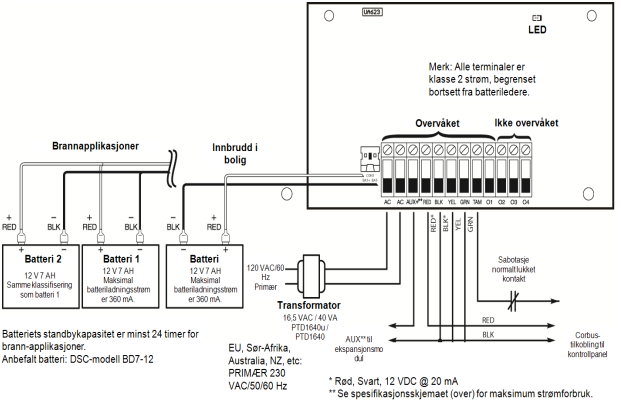 UA623
LED
Merk: Alle terminaler er
klasse 2 strøm, begrenset
bortsett fra batteriledere.
Overvåket
Ikke overvåket
Brannapplikasjoner
Innbrudd i
bolig
AC AC AUX+** RED BLK YEL GRN TAM O1 O2 O3 O4
RED* BLK* YEL GRN
+ − + − + −
RED BLK RED BLK BLK RED
Batteri 2
12 V 7 AH
Samme klassifisering
som batteri 1
Batteri 1
12 V 7 AH
Maksimal
batteriladningsstrøm
er 360 mA.
Batteri
12 V 7 AH
Maksimal
batteriladningsstrøm
er 360 mA.
120 VAC/60
Hz
Primær
Transformator
16,5 VAC / 40 VA
PTD1640u /
PTD1640
Sabotasje
normalt lukket
kontakt
RED
BLK
AUX** til
ekspansjonsmo
dul
Corbus-
tilkobling til
kontrollpanel
Batteriets standbykapasitet er minst 24 timer for
brann-applikasjoner.
Anbefalt batteri: DSC-modell BD7-12
EU, Sør-Afrika,
Australia, NZ, etc:
PRIMÆR 230
VAC/50/60 Hz
* Rød, Svart, 12 VDC @ 20 mA
** Se spesifikasjonsskjemaet (over) for maksimum strømforbruk.